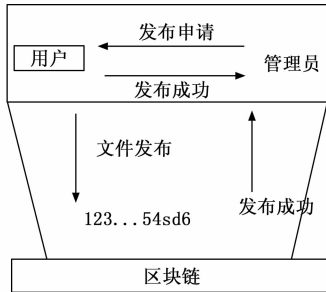 发布申请
用户
管理员
发布成功
文件发布
发布成功
123...54sd6
区块链